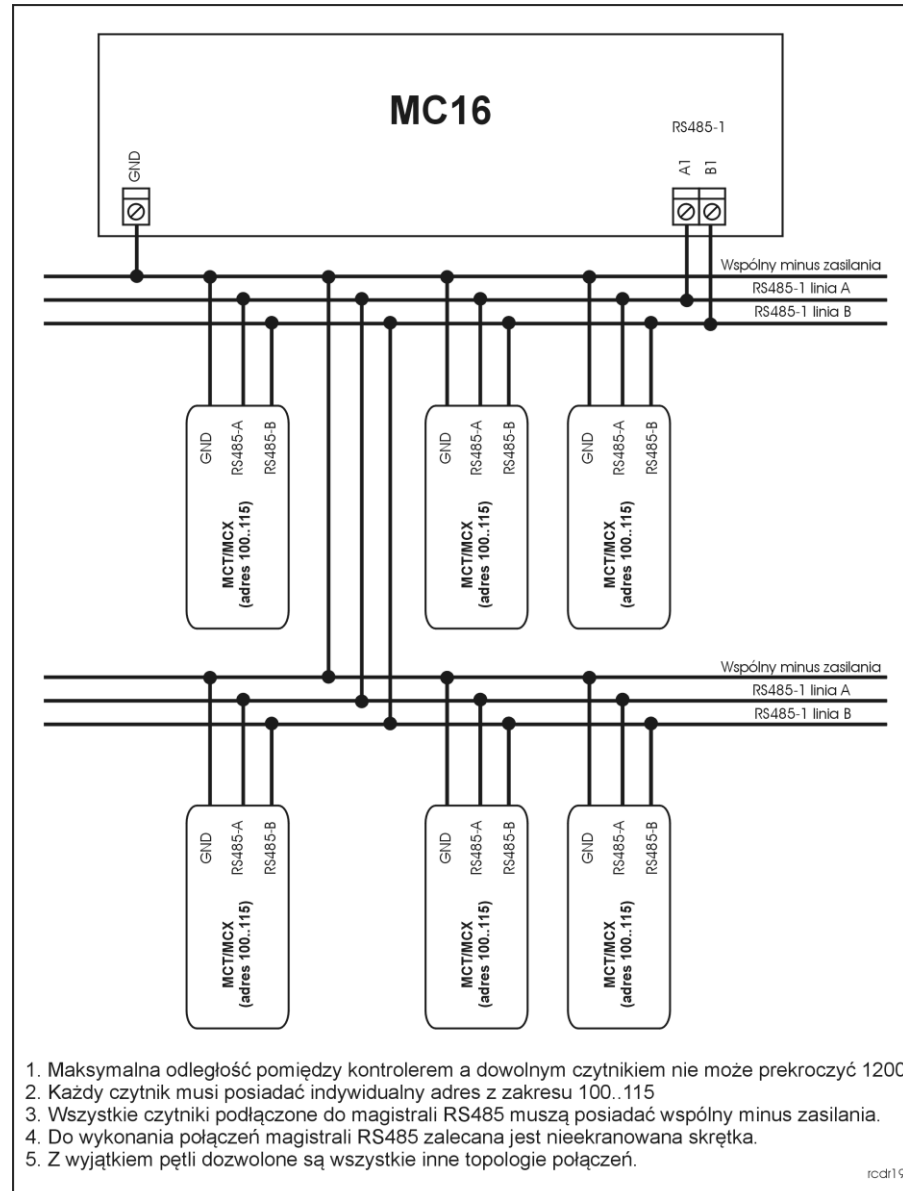 MC16
RS485-1
GND
A1
B1
Wspólny minus zasilania
RS485-1 linia A
RS485-1 linia B
GND
RS485-A
RS485-B
MCT/MCX
(adres 100..115)
GND
RS485-A
RS485-B
MCT/MCX
(adres 100..115)
GND
RS485-A
RS485-B
MCT/MCX
(adres 100..115)
Wspólny minus zasilania
RS485-1 linia A
RS485-1 linia B
GND
RS485-A
RS485-B
MCT/MCX
(adres 100..115)
GND
RS485-A
RS485-B
MCT/MCX
(adres 100..115)
GND
RS485-A
RS485-B
MCT/MCX
(adres 100..115)
1. Maksymalna odległość pomiędzy kontrolerem a dowolnym czytnikiem nie może prekroczyć 1200
2. Każdy czytnik musi posiadać indywidualny adres z zakresu 100..115
3. Wszystkie czytniki podłączone do magistrali RS485 muszą posiadać wspólny minus zasilania.
4. Do wykonania połączeń magistrali RS485 zalecana jest nieekranowana skrętka.
5. Z wyjątkiem pętli dozwolone są wszystkie inne topologie połączeń.
rcdr19